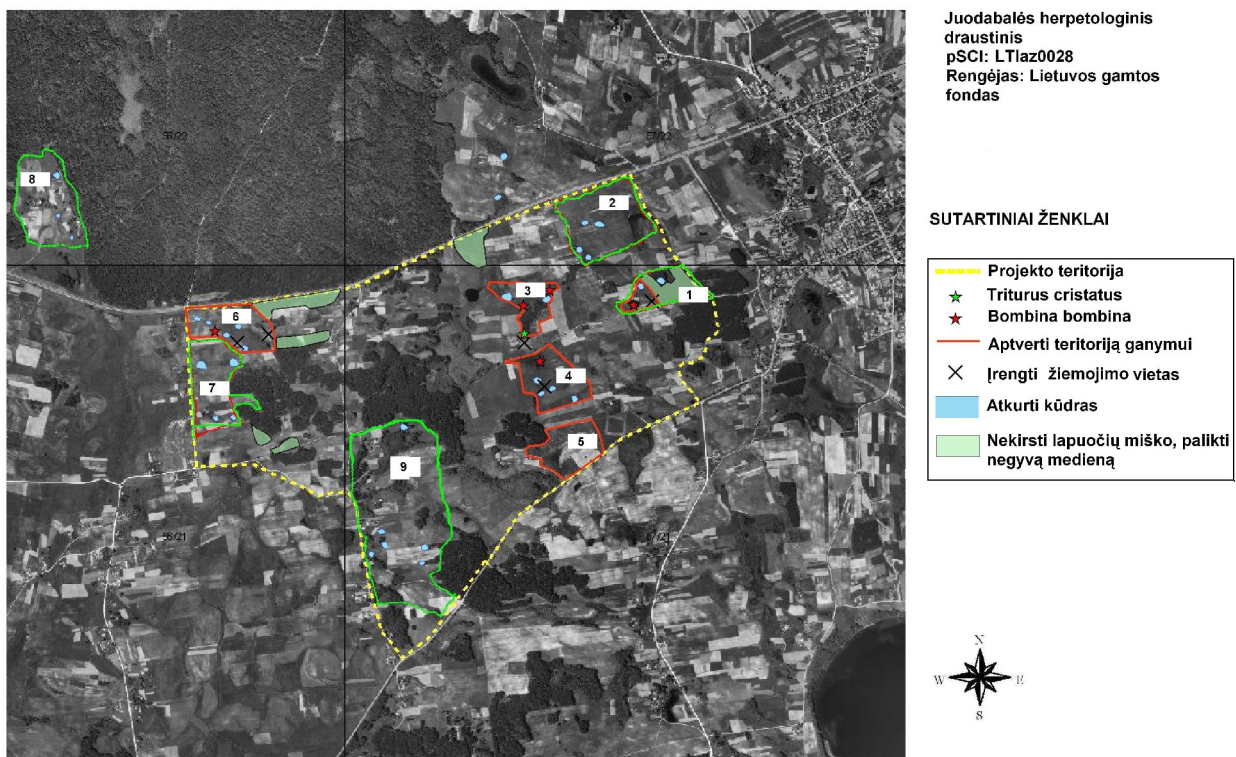 Juodabalės herpetologinis
draustinis
pSCI: LTlaz0028
Rengėjas: Lietuvos gamtos
fondas
56/22
57/22
8
2
3
1
6
4
7
5
9
56/21
57/21
SUTARTINIAI ŽENKLAI
Projekto teritorija
Triturus cristatus
Bombina bombina
Aptverti teritoriją ganymui
Įrengti žiemojimo vietas
Atkurti kūdras
Nekirsti lapuočių miško, palikti
negyvą medieną
N
W E
S